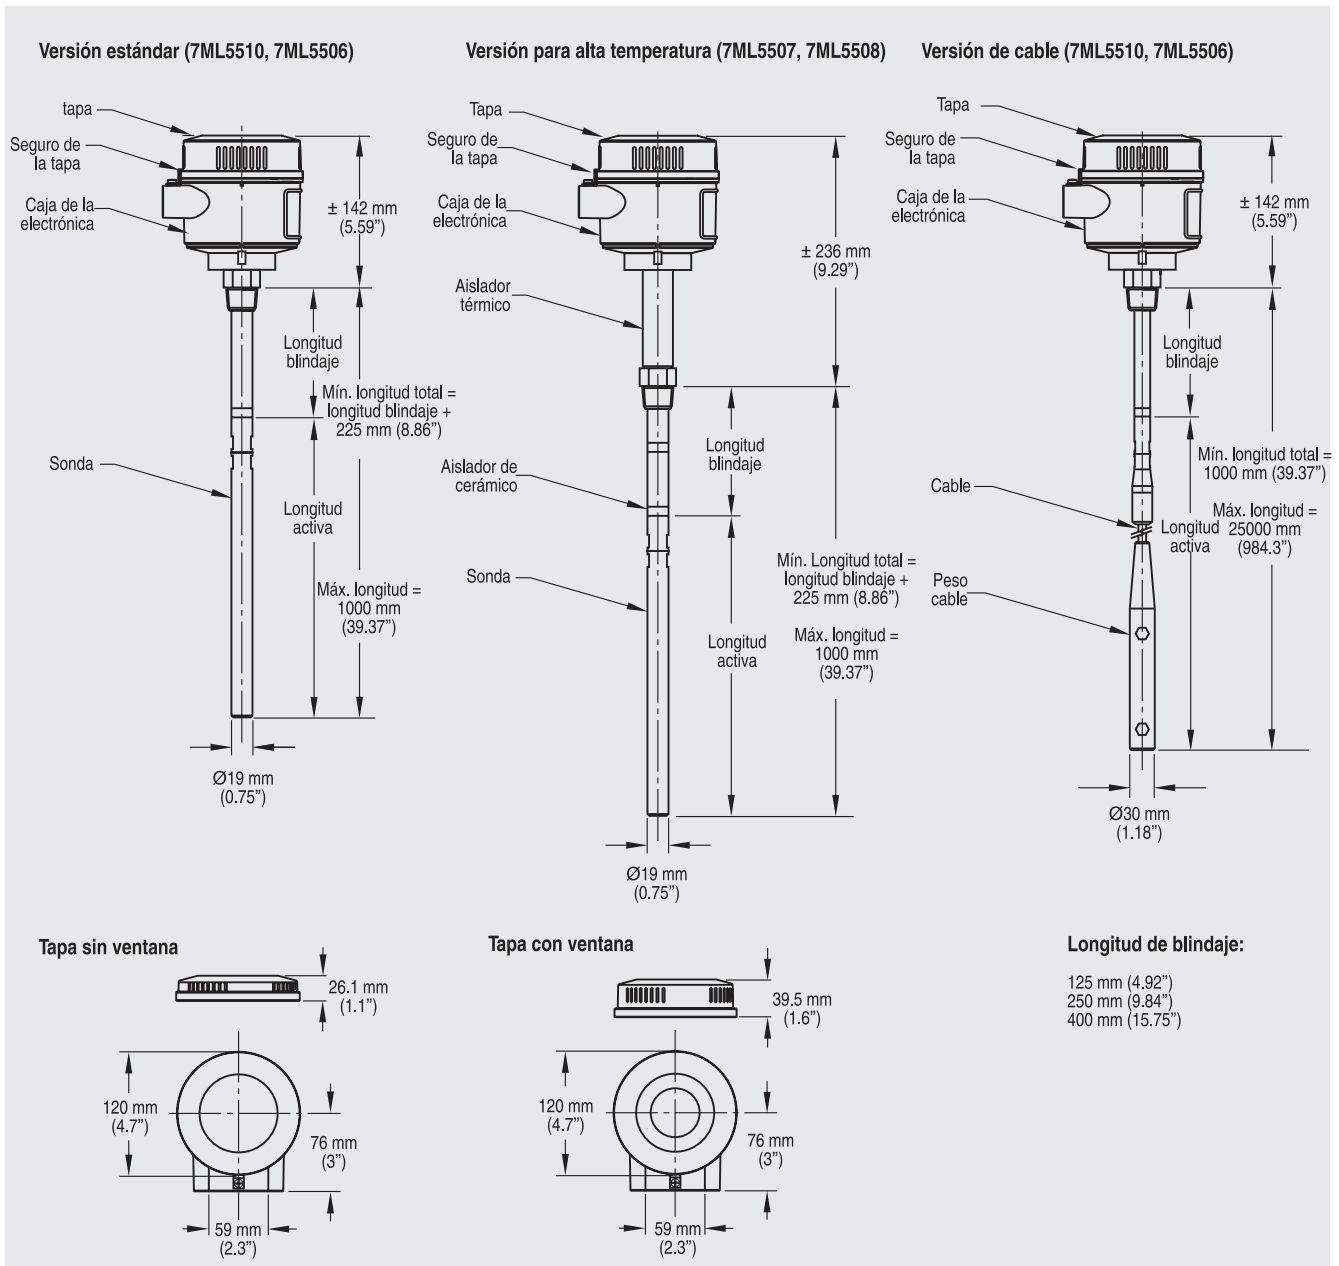 Versión estándar (7ML5510, 7ML5506)
tapa
Seguro de
la tapa
Caja de la
electrónica
± 142 mm
(5.59”)
Longitud
blindaje
Mín. longitud total =
longitud blindaje +
225 mm (8.86”)
Sonda
Longitud
activa
Máx. longitud =
1000 mm
(39.37”)
Ø19 mm
(0.75”)
Versión para alta temperatura (7ML5507, 7ML5508)
Tapa
Seguro de
la tapa
Caja de la
electrónica
± 236 mm
(9.29”)
Aislador
térmico
Longitud
blindaje
Aislador de
cerámico
Sonda
Mín. Longitud total =
longitud blindaje +
225 mm (8.86”)
Longitud
activa
Máx. longitud =
1000 mm
(39.37”)
Ø19 mm
(0.75”)
Versión de cable (7ML5510, 7ML5506)
Tapa
Seguro de
la tapa
Caja de la
electrónica
± 142 mm
(5.59”)
Longitud
blindaje
Mín. longitud total =
1000 mm (39.37”)
Cable
Longitud
activa
Máx. longitud =
25000 mm
(984.3”)
Peso
cable
Ø30 mm
(1.18”)
Tapa sin ventana
26.1 mm
(1.1”)
120 mm
(4.7”)
76 mm
(3”)
59 mm
(2.3”)
Tapa con ventana
39.5 mm
(1.6”)
120 mm
(4.7”)
76 mm
(3”)
59 mm
(2.3”)
Longitud de blindaje:
125 mm (4.92”)
250 mm (9.84”)
400 mm (15.75”)